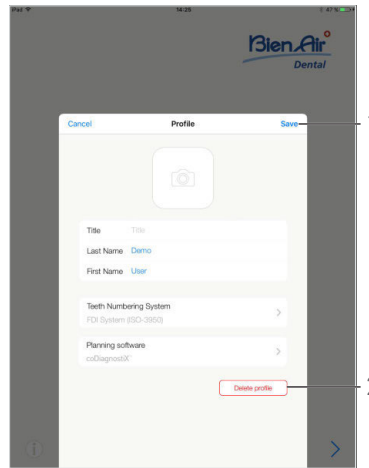 iPad 14:25 47 %
Bien Air
Dental
Cancel Profile Save
Title Title
Last Name Demo
First Name User
Teeth Numbering System
FDI System (ISO-3950)
Planning software
coDiagnostiX
Delete profile